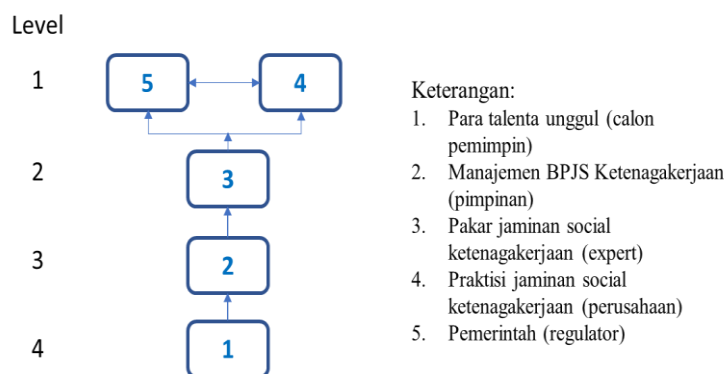 Level
1
5
4
2
3
3
2
4
1
Keterangan:
1. Para talenta unggul (calon
pemimpin)
2. Manajemen BPJS Ketenagakerjaan
(pimpinan)
3. Pakar jaminan social
ketenagakerjaan (expert)
4. Praktisi jaminan social
ketenagakerjaan (perusahaan)
5. Pemerintah (regulator)